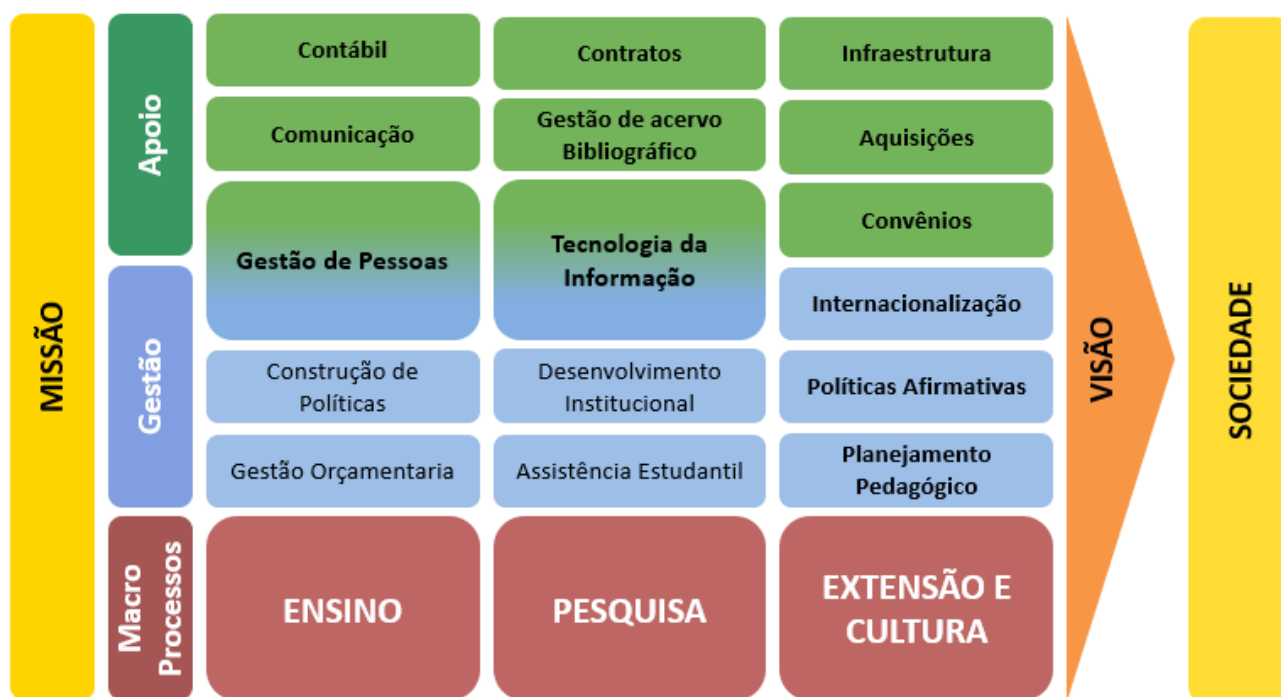 MISSÃO
Apoio
Contábil
Contratos
Infraestrutura
Comunicação
Gestão de acervo
Bibliográfico
Aquisições
Gestão de Pessoas
Tecnologia da
Informação
Convênios
Gestão
Internacionalização
Construção de
Políticas
Desenvolvimento
Institucional
Políticas Afirmativas
Gestão Orçamentaria
Assistência Estudantil
Planejamento
Pedagógico
Macro
Processos
ENSINO
PESQUISA
EXTENSÃO E
CULTURA
VISÃO
SOCIEDADE